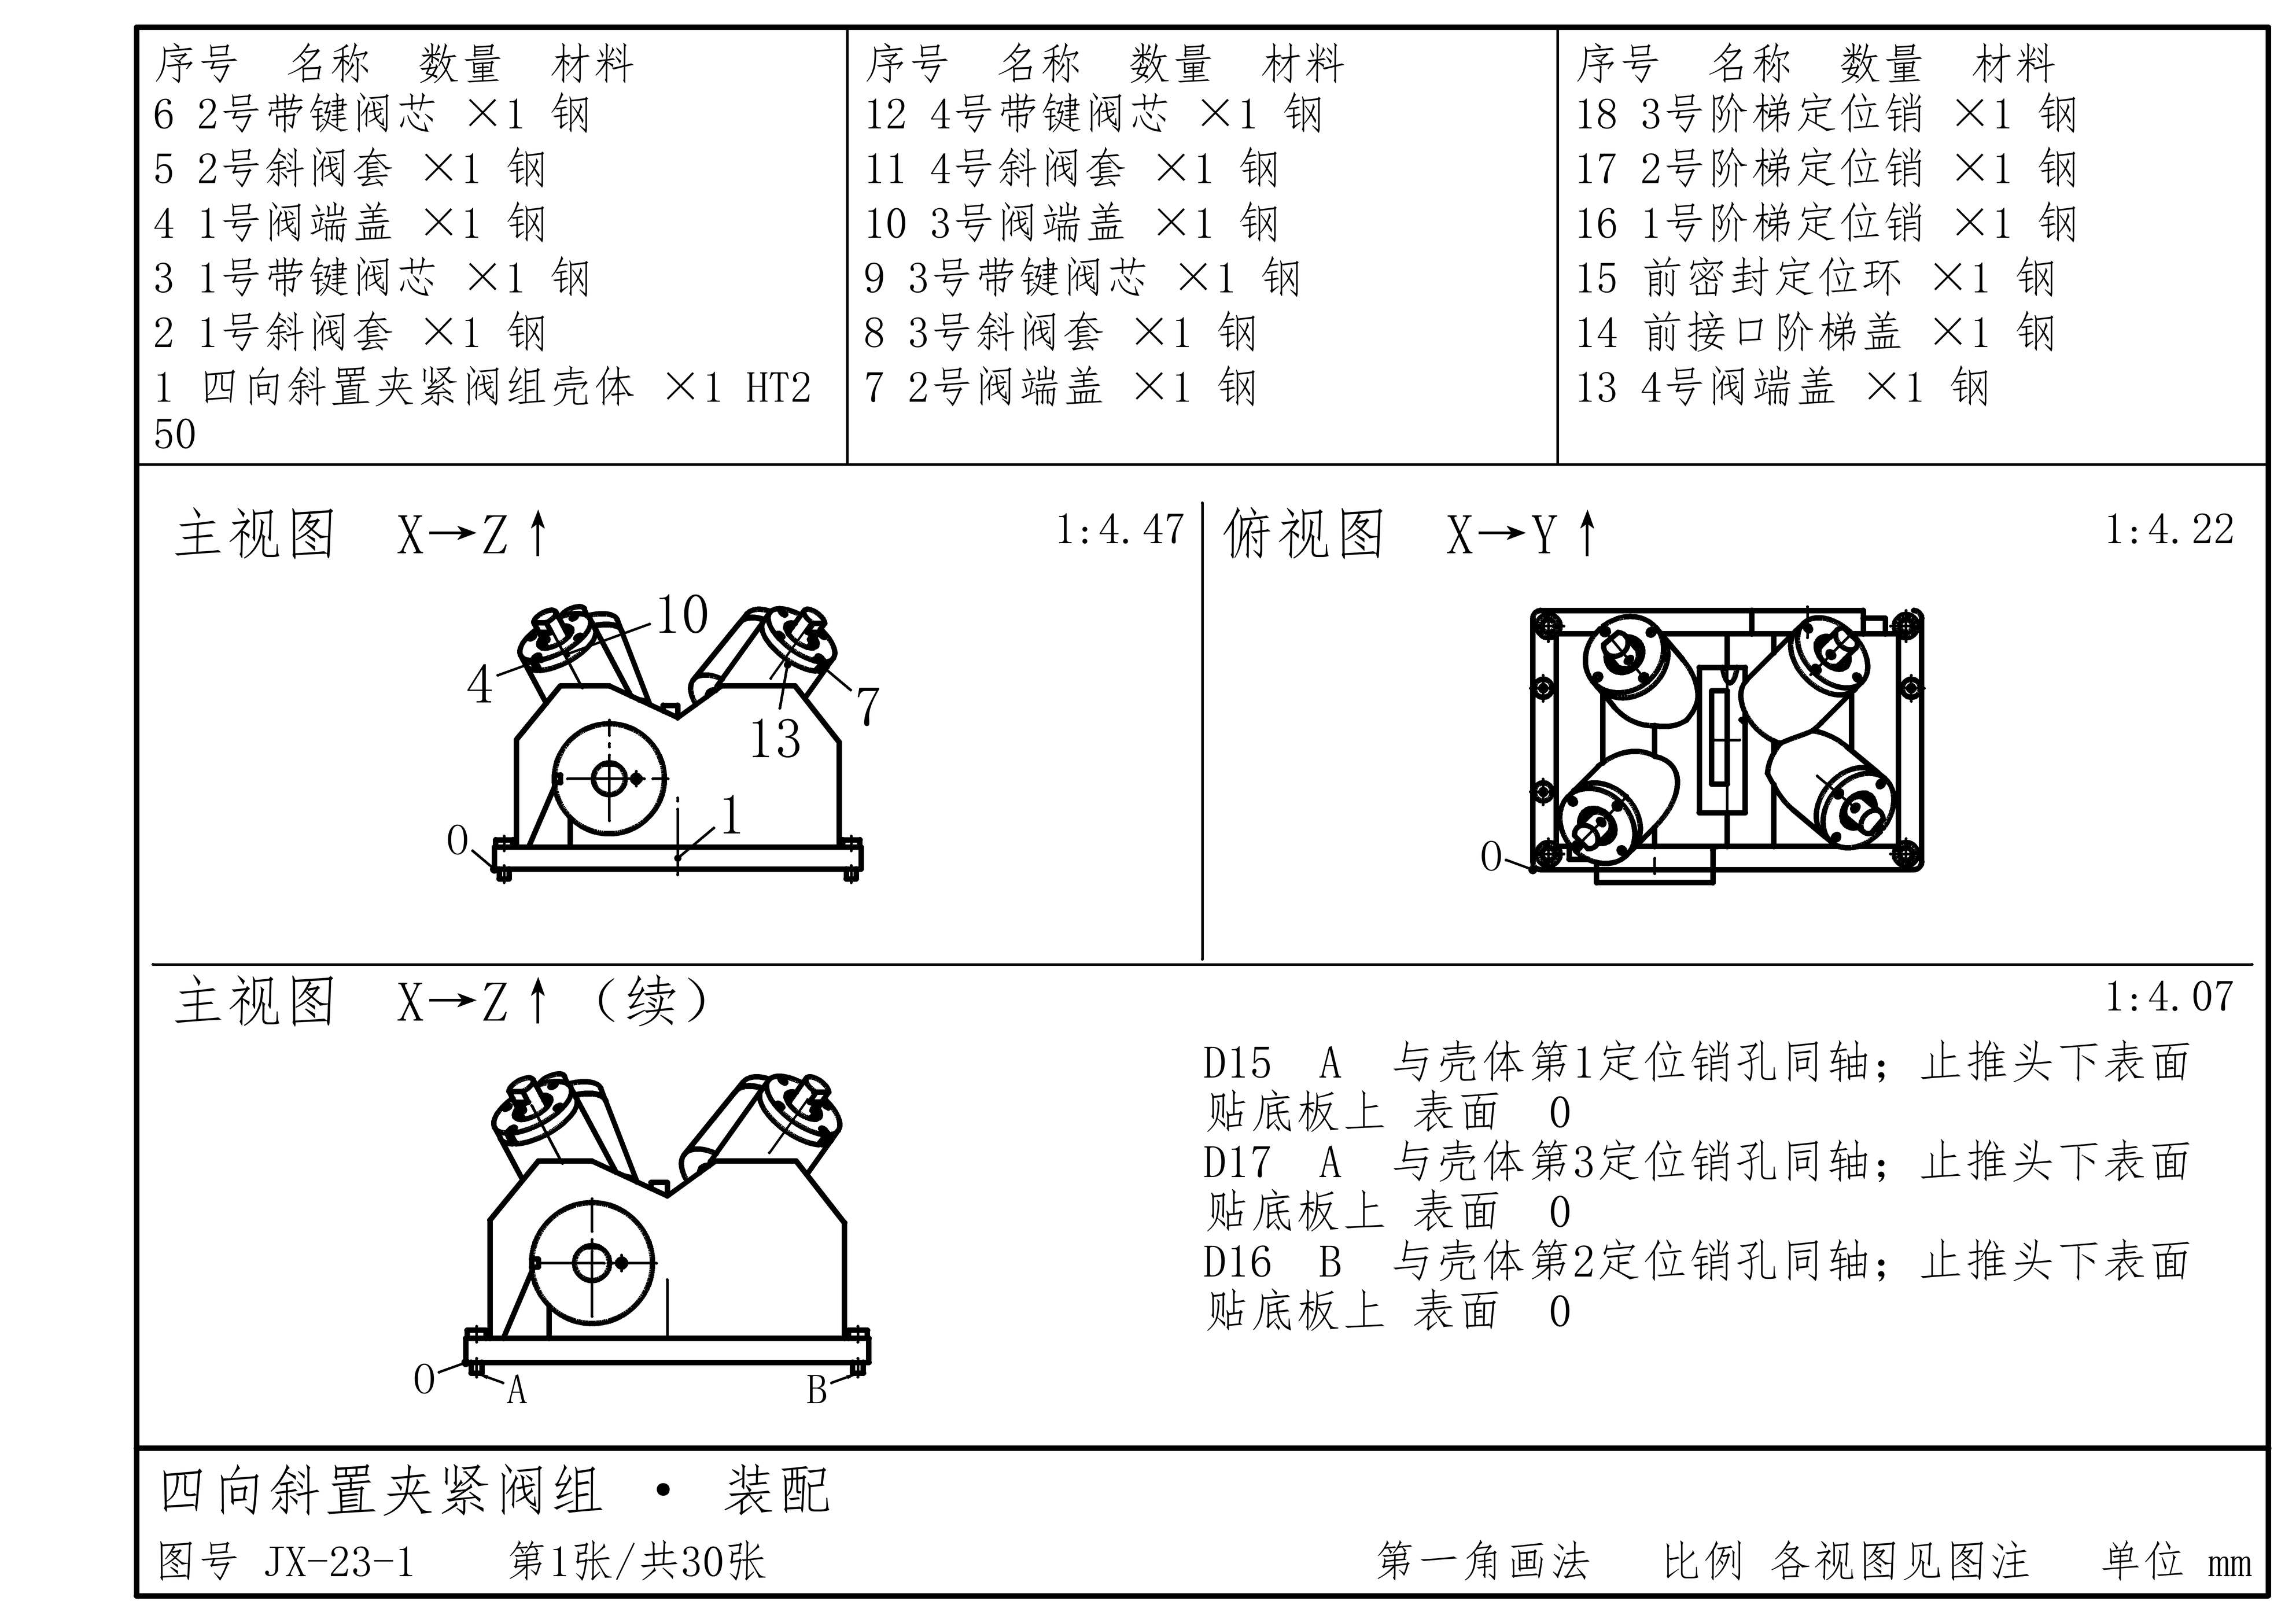 序号 名称 数量 材料
6 2号带键阀芯 ×1 钢
5 2号斜阀套 ×1 钢
4 1号阀端盖 ×1 钢
3 1号带键阀芯 ×1 钢
2 1号斜阀套 ×1 钢
1 四向斜置夹紧阀组壳体 ×1 HT2
50
序号 名称 数量 材料
12 4号带键阀芯 ×1 钢
11 4号斜阀套 ×1 钢
10 3号阀端盖 ×1 钢
9 3号带键阀芯 ×1 钢
8 3号斜阀套 ×1 钢
7 2号阀端盖 ×1 钢
序号 名称 数量 材料
18 3号阶梯定位销 ×1 钢
17 2号阶梯定位销 ×1 钢
16 1号阶梯定位销 ×1 钢
15 前密封定位环 ×1 钢
14 前接口阶梯盖 ×1 钢
13 4号阀端盖 ×1 钢
主视图 X→Z↑ 1:4.47
10
4
7
13
1
0
俯视图 X→Y↑ 1:4.22
0
主视图 X→Z↑（续） 1:4.07
0
A
B
D15 A 与壳体第1定位销孔同轴；止推头下表面
贴底板上 表面 0
D17 A 与壳体第3定位销孔同轴；止推头下表面
贴底板上 表面 0
D16 B 与壳体第2定位销孔同轴；止推头下表面
贴底板上 表面 0
四向斜置夹紧阀组 · 装配
图号 JX-23-1 第1张/共30张 第一角画法 比例 各视图见图注 单位 mm